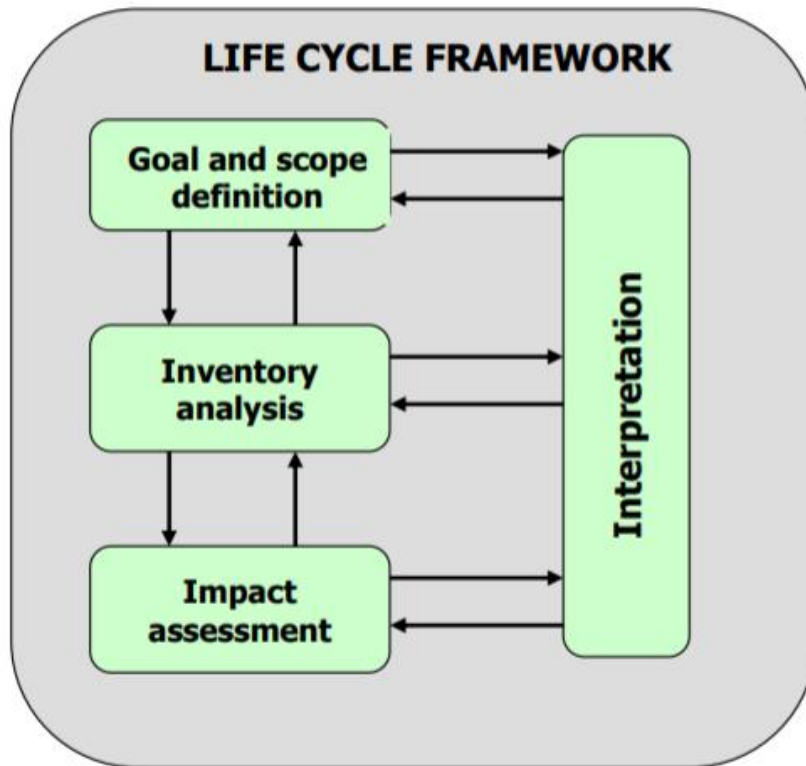 LIFE CYCLE FRAMEWORK
Goal and scope
definition
Inventory
analysis
Impact
assessment
Interpretation